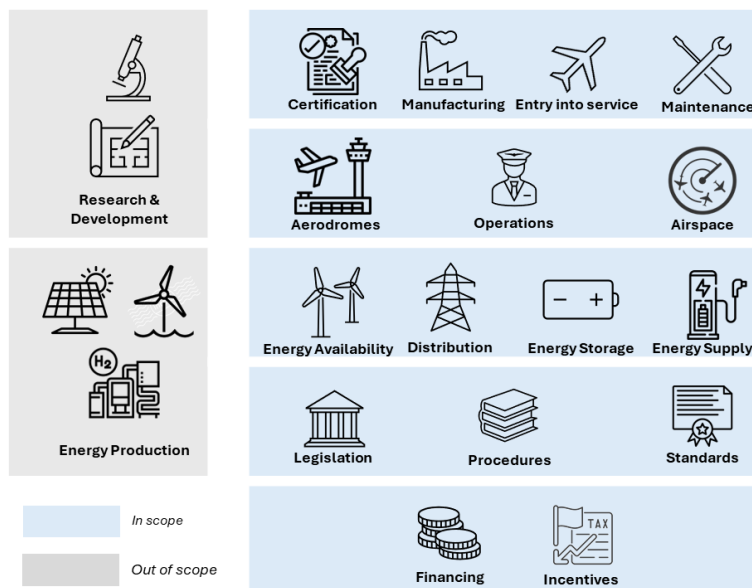 Research &
Development
Certification
Manufacturing
Entry into service
Maintenance
Aerodromes
Operations
Airspace
H2
Energy Production
Energy Availability
Distribution
Energy Storage
Energy Supply
Legislation
Procedures
Standards
TAX
Financing
Incentives
In scope
Out of scope